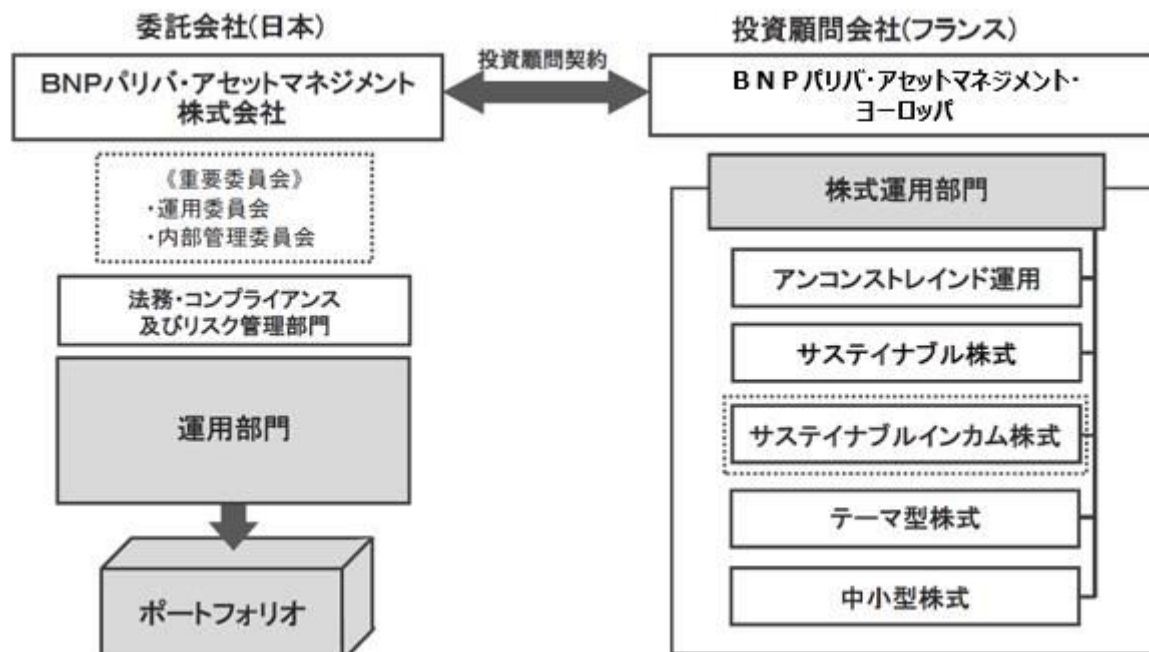 委託会社(日本)
BNPパリバ・アセットマネジメント
株式会社
《重要委員会》
・運用委員会
・内部管理委員会
法務・コンプライアンス
及びリスク管理部門
運用部門
ポートフォリオ
投資顧問契約
投資顧問会社(フランス)
BNPパリバ・アセットマネジメント・
ヨーロッパ
株式運用部門
アンコンストレインド運用
サステイナブル株式
サステイナブルインカム株式
テーマ型株式
中小型株式